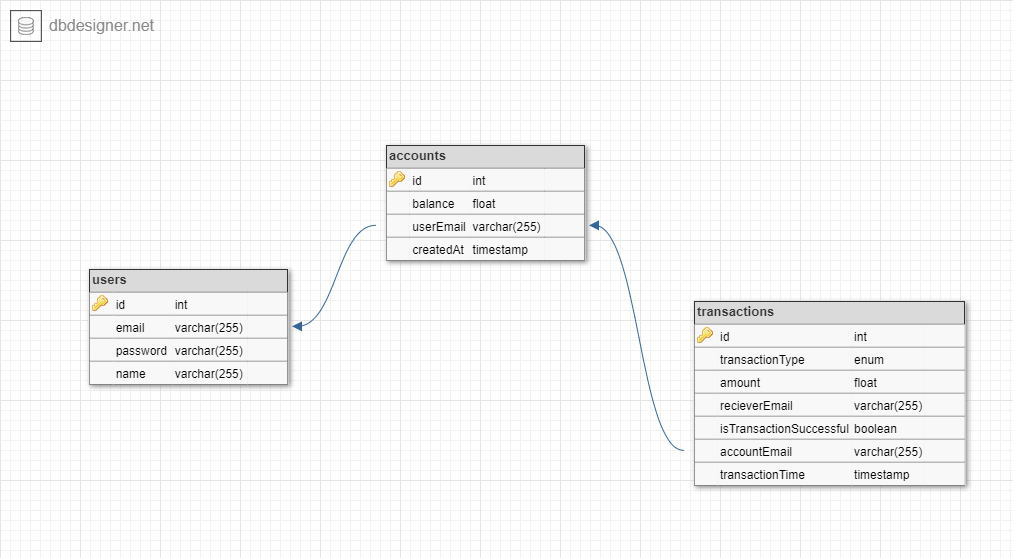 dbdesigner.net
accounts
id int
balance float
userEmail varchar(255)
createdAt timestamp
users
id int
email varchar(255)
password varchar(255)
name varchar(255)
transactions
id int
transactionType enum
amount float
recieverEmail varchar(255)
isTransactionSuccessful boolean
accountEmail varchar(255)
transactionTime timestamp